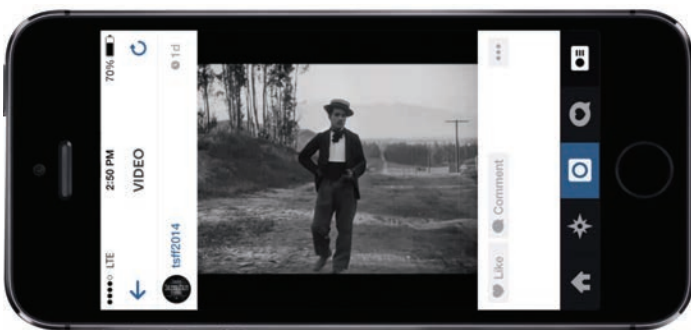 ●●●●○ LTE 2:50 PM 70%
VIDEO
tsff2014 1d
Like Comment •••